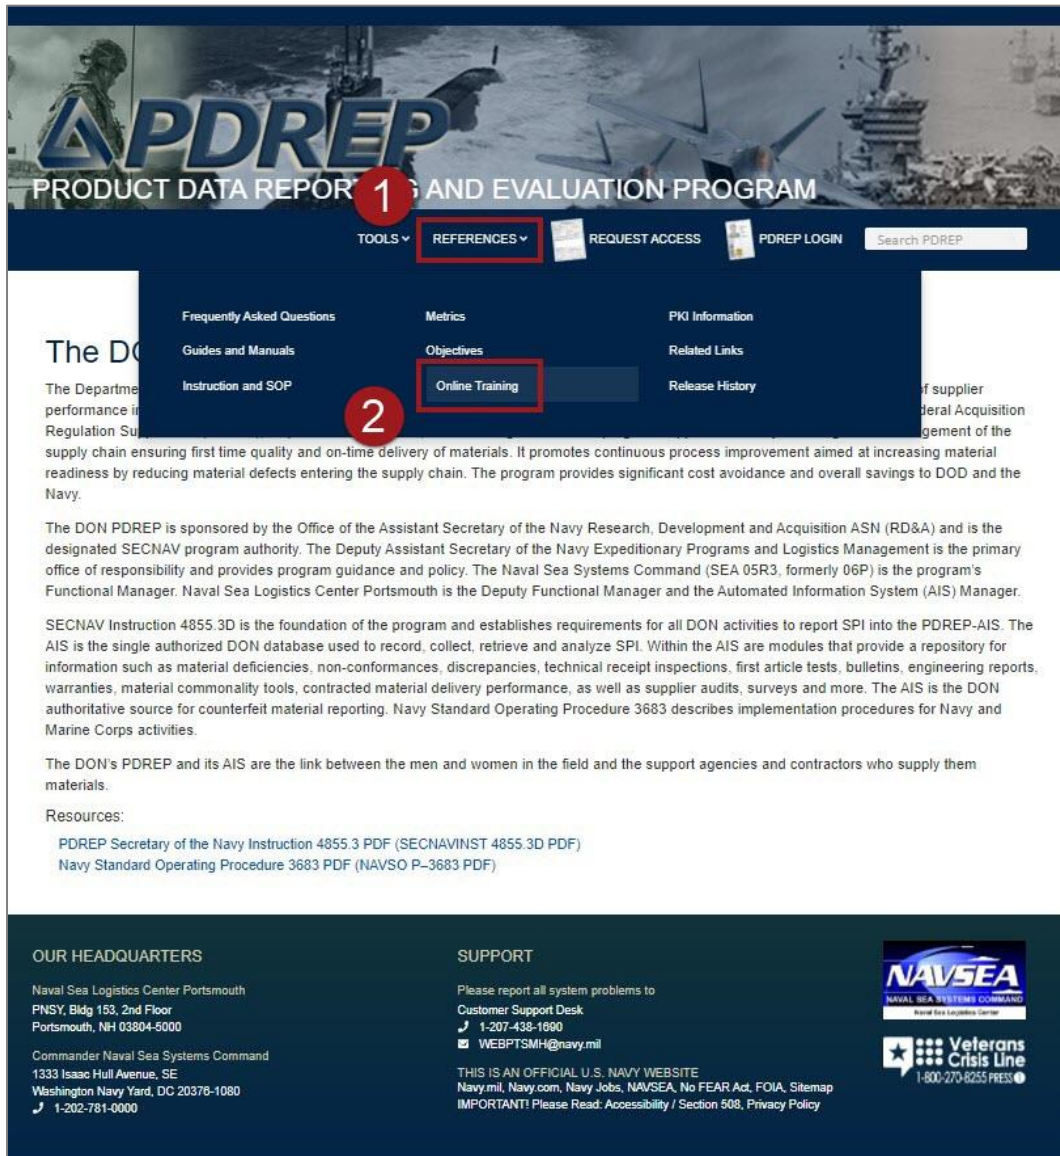 PDREP
PRODUCT DATA REPOR G AND EVALUATION PROGRAM
1
TOOLS REFERENCES REQUEST ACCESS PDREP LOGIN Search PDREP
Frequently Asked Questions Metrics PKI Information
Guides and Manuals Objectives Related Links
Instruction and SOP Online Training Release History
2
The DO
The Departme of supplier
performance i deral Acquisition
Regulation Su gement of the
supply chain ensuring first time quality and on-time delivery of materials. It promotes continuous process improvement aimed at increasing material
readiness by reducing material defects entering the supply chain. The program provides significant cost avoidance and overall savings to DOD and the
Navy.
The DON PDREP is sponsored by the Office of the Assistant Secretary of the Navy Research, Development and Acquisition ASN (RD&A) and is the
designated SECNAV program authority. The Deputy Assistant Secretary of the Navy Expeditionary Programs and Logistics Management is the primary
office of responsibility and provides program guidance and policy. The Naval Sea Systems Command (SEA 05R3, formerly 06P) is the program's
Functional Manager. Naval Sea Logistics Center Portsmouth is the Deputy Functional Manager and the Automated Information System (AIS) Manager.
SECNAV Instruction 4855.3D is the foundation of the program and establishes requirements for all DON activities to report SPI into the PDREP-AIS. The
AIS is the single authorized DON database used to record, collect, retrieve and analyze SPI. Within the AIS are modules that provide a repository for
information such as material deficiencies, non-conformances, discrepancies, technical receipt inspections, first article tests, bulletins, engineering reports,
warranties, material commonality tools, contracted material delivery performance, as well as supplier audits, surveys and more. The AIS is the DON
authoritative source for counterfeit material reporting. Navy Standard Operating Procedure 3683 describes implementation procedures for Navy and
Marine Corps activities.
The DON's PDREP and its AIS are the link between the men and women in the field and the support agencies and contractors who supply them
materials.
Resources:
PDREP Secretary of the Navy Instruction 4855.3 PDF (SECNAVINST 4855.3D PDF)
Navy Standard Operating Procedure 3683 PDF (NAVSO P–3683 PDF)
OUR HEADQUARTERS
Naval Sea Logistics Center Portsmouth
PNSY, Bldg 153, 2nd Floor
Portsmouth, NH 03804-5000
Commander Naval Sea Systems Command
1333 Isaac Hull Avenue, SE
Washington Navy Yard, DC 20376-1080
1-202-781-0000
SUPPORT
Please report all system problems to
Customer Support Desk
1-207-438-1690
WEBPTSMH@navy.mil
THIS IS AN OFFICIAL U.S. NAVY WEBSITE
Navy.mil, Navy.com, Navy Jobs, NAVSEA, No FEAR Act, FOIA, Sitemap
IMPORTANT! Please Read: Accessibility / Section 508, Privacy Policy
NAVSEA
NAVAL SEA SYSTEMS COMMAND
Naval Sea Logistics Center
Veterans
Crisis Line
1-800-270-8255 PRESS 1